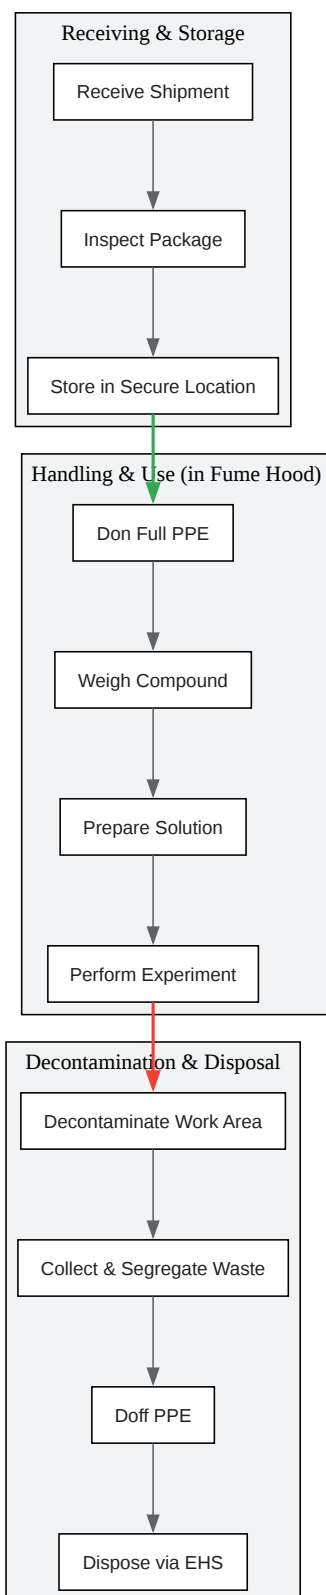 Receiving & Storage
Receive Shipment
Inspect Package
Store in Secure Location
Handling & Use (in Fume Hood)
Don Full PPE
Weigh Compound
Prepare Solution
Perform Experiment
Decontamination & Disposal
Decontaminate Work Area
Collect & Segregate Waste
Doff PPE
Dispose via EHS